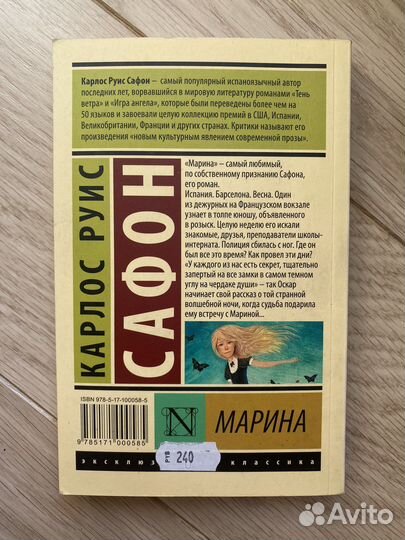 Карлос Руис Сафон – самый популярный испаноязычный автор
последних лет, ворвавшийся в мировую литературу романами «Тень
ветра» и «Игра ангела», которые были переведены более чем на
50 языков и завоевали целую коллекцию премий в США, Испании,
Великобритании, Франции и других странах. Критики называют его
произведения «новым культурным явлением современной прозы».
КАРЛОС РУИС
САФОН
«Марина» – самый любимый,
по собственному признанию Сафона,
его роман.
Испания. Барселона. Весна. Один
из дежурных на Французском вокзале
узнает в толпе юношу, объявленного
в розыск. Целую неделю его искали
знакомые, друзья, преподаватели школы-
интерната. Полиция сбилась с ног. Где он
был все это время? Как провел эти дни?
«У каждого из нас есть секрет, тщательно
запертый на все замки в самом темном
углу на чердаке души» – так Оскар
начинает свой рассказ о той странной
волшебной ночи, когда судьба подарила
ему встречу с Мариной...
ISBN 978-5-17-100058-5
9 785171 000585
N
МАРИНА
эксклюз
классика
РУБ
240
Avito